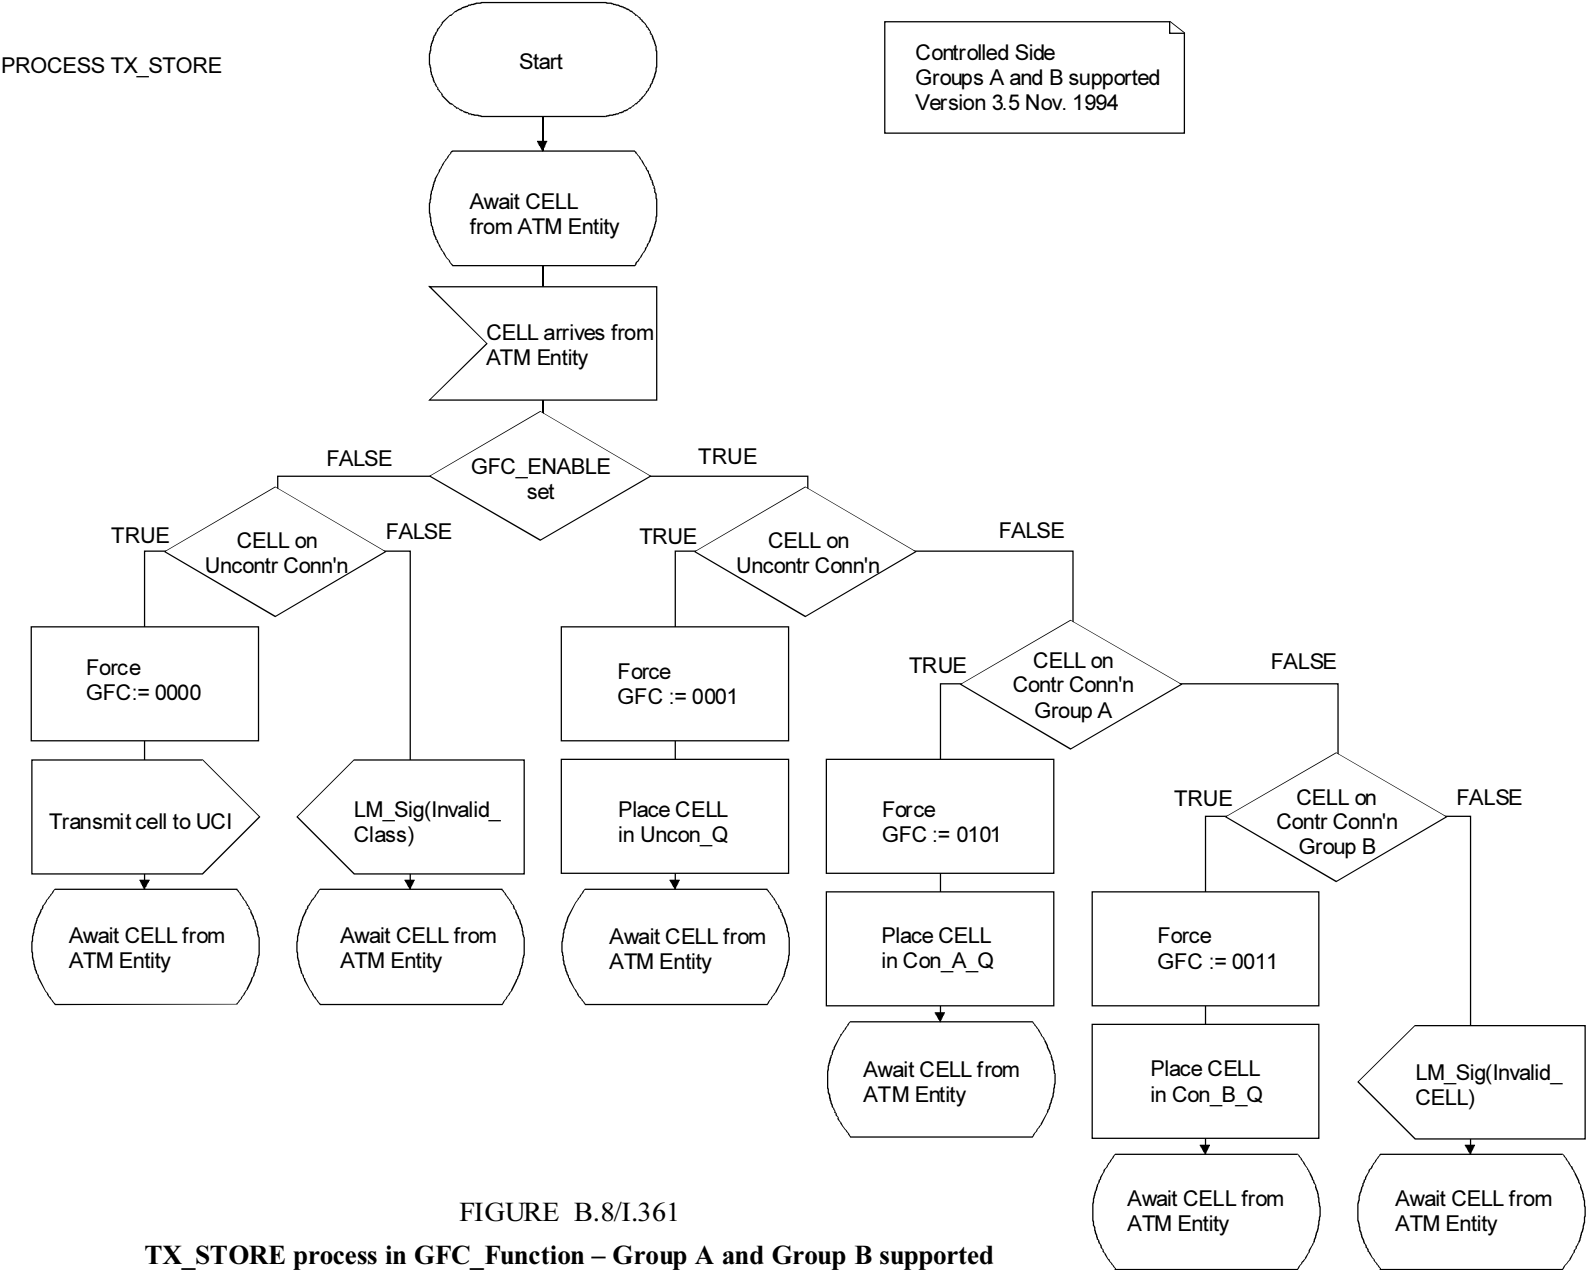 PROCESS TX_STORE
Start
Controlled Side
Groups A and B supported
Version 3.5 Nov. 1994
Await CELL
from ATM Entity
CELL arrives from
ATM Entity
FALSE
GFC_ENABLE
set
TRUE
TRUE
CELL on
Uncontr Conn'n
FALSE
TRUE
CELL on
Uncontr Conn'n
FALSE
Force
GFC:= 0000
Force
GFC := 0001
TRUE
CELL on
Contr Conn'n
Group A
FALSE
Transmit cell to UCI
LM_Sig(Invalid_
Class)
Place CELL
in Uncon_Q
Force
GFC := 0101
TRUE
CELL on
Contr Conn'n
Group B
FALSE
Await CELL from
ATM Entity
Await CELL from
ATM Entity
Await CELL from
ATM Entity
Place CELL
in Con_A_Q
Force
GFC := 0011
Await CELL from
ATM Entity
Place CELL
in Con_B_Q
LM_Sig(Invalid_
CELL)
Await CELL from
ATM Entity
Await CELL from
ATM Entity
FIGURE B.8/I.361
TX_STORE process in GFC_Function – Group A and Group B supported